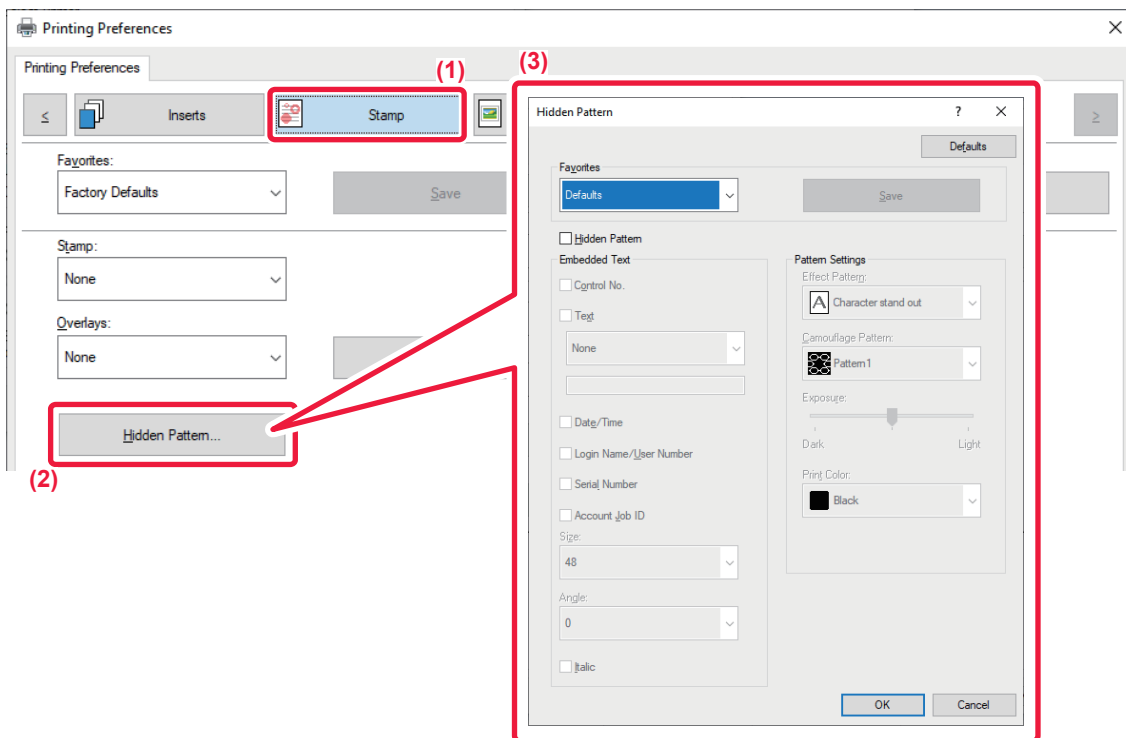 Printing Preferences
Printing Preferences
(1)
(3)
≤
Inserts
Stamp
≥
Favorites:
Factory Defaults
Save
Stamp:
None
Overlays:
None
Hidden Pattern...
(2)
Hidden Pattern
?
Defaults
Favorites
Defaults
Save
Hidden Pattern
Embedded Text
Control No.
Text
None
Date/Time
Login Name/User Number
Serial Number
Account Job ID
Size:
48
Angle:
0
Italic
Pattern Settings
Effect Pattern:
A Character stand out
Camouflage Pattern:
Pattern1
Exposure:
Dark Light
Print Color:
Black
OK Cancel